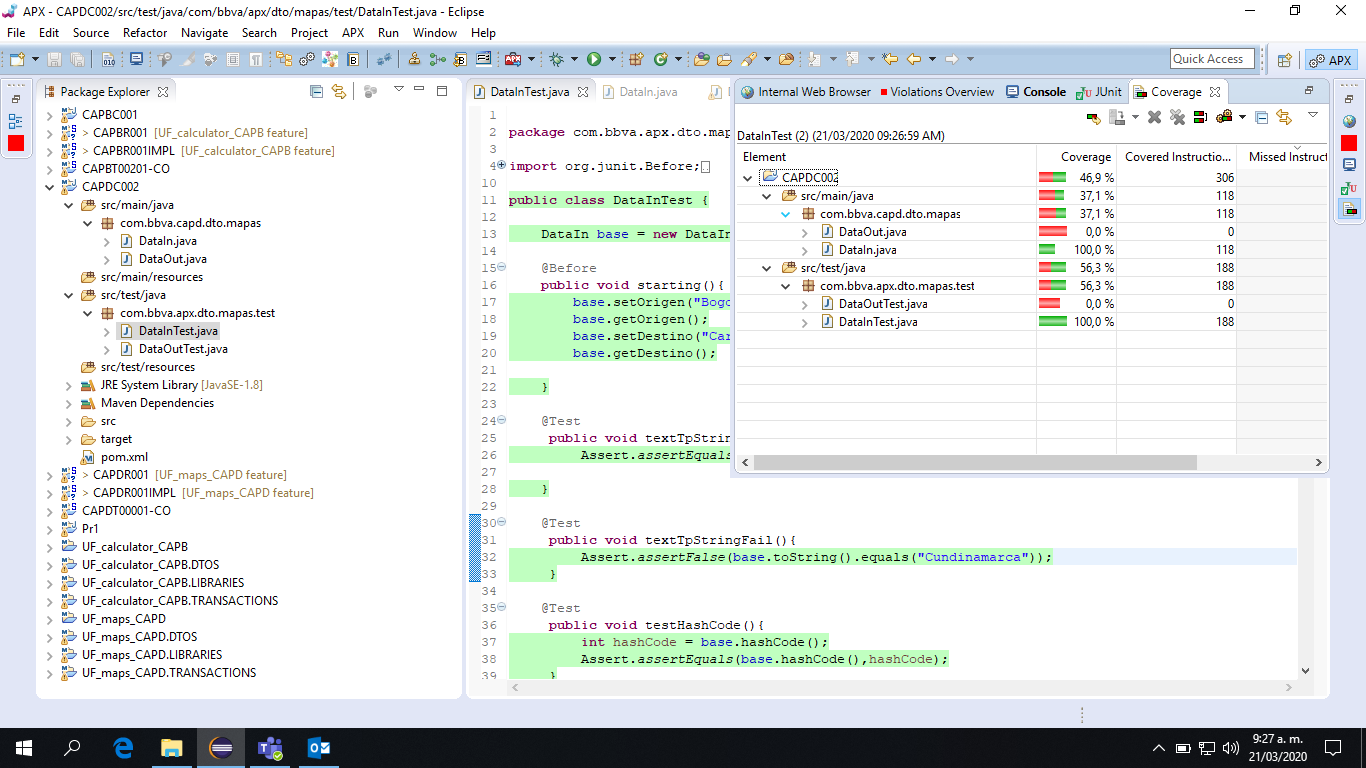 APX - CAPDC002/src/test/java/com/bbva/apx/dto/mapas/test/DataInTest.java - Eclipse
File Edit Source Refactor Navigate Search Project APX Run Window Help
Quick Access
APX
Package Explorer
CAPBC001
> CAPBR001 [UF_calculator_CAPB feature]
> CAPBR001IMPL [UF_calculator_CAPB feature]
CAPBT00201-CO
CAPDC002
src/main/java
com.bbva.capd.dto.mapas
DataIn.java
DataOut.java
src/main/resources
src/test/java
com.bbva.apx.dto.mapas.test
DataInTest.java
DataOutTest.java
src/test/resources
JRE System Library [JavaSE-1.8]
Maven Dependencies
src
target
pom.xml
> CAPDR001 [UF_maps_CAPD feature]
> CAPDR001IMPL [UF_maps_CAPD feature]
CAPDT00001-CO
Pr1
UF_calculator_CAPB
UF_calculator_CAPB.DTOS
UF_calculator_CAPB.LIBRARIES
UF_calculator_CAPB.TRANSACTIONS
UF_maps_CAPD
UF_maps_CAPD.DTOS
UF_maps_CAPD.LIBRARIES
UF_maps_CAPD.TRANSACTIONS
DataInTest.java DataIn.java
1
2 package com.bbva.apx.dto.map
3
4 import org.junit.Before;
10
11 public class DataInTest {
12
13 DataIn base = new DataIn
14
15 @Before
16 public void starting(){
17 base.setOrigen("Bogo
18 base.getOrigen();
19 base.setDestino("Car
20 base.getDestino();
21
22 }
23
24 @Test
25 public void textTpStrin
26 Assert.assertEquals
27
28 }
29
30 @Test
31 public void textTpStringFail(){
32 Assert.assertFalse(base.toString().equals("Cundinamarca"));
33 }
34
35 @Test
36 public void testHashCode(){
37 int hashCode = base.hashCode();
38 Assert.assertEquals(base.hashCode(),hashCode);
39 }
Internal Web Browser Violations Overview Console JUnit Coverage
DataInTest (2) (21/03/2020 09:26:59 AM)
Element Coverage Covered Instructio... Missed Instruct
CAPDC002 46,9 % 306
src/main/java 37,1 % 118
com.bbva.capd.dto.mapas 37,1 % 118
DataOut.java 0,0 % 0
DataIn.java 100,0 % 118
src/test/java 56,3 % 188
com.bbva.apx.dto.mapas.test 56,3 % 188
DataOutTest.java 0,0 % 0
DataInTest.java 100,0 % 188
9:27 a. m.
21/03/2020